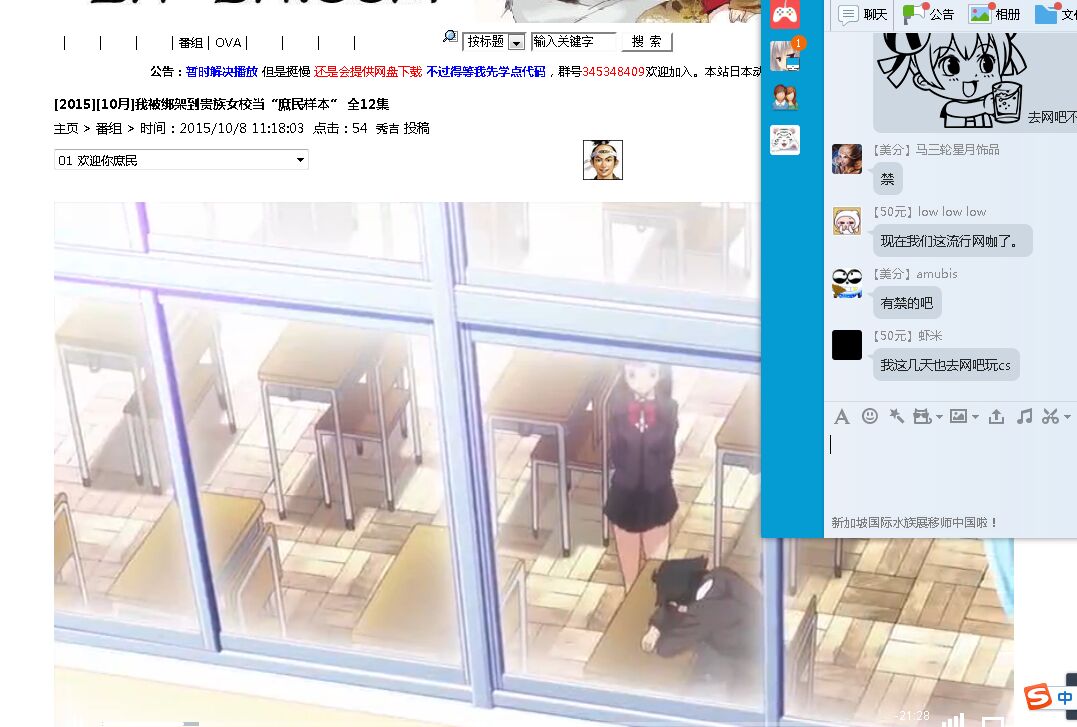 番组 | OVA |
按标题
输入关键字
搜 索
公告：暂时解决播放 但是挺慢 还是会提供网盘下载 不过得等我先学点代码，群号345348409欢迎加入。本站日本动
[2015][10月]我被绑架到贵族女校当“庶民样本” 全12集
主页 > 番组 > 时间：2015/10/8 11:18:03 点击：54 秀吉 投稿
01 欢迎你庶民
-21:28
1
聊天
公告
相册
去网吧不
【美分】马三轮星月饰品
禁
【50元】low low low
现在我们这流行网咖了。
【美分】amubis
有禁的吧
【50元】虾米
我这几天也去网吧玩cs
新加坡国际水族展移师中国啦！
中